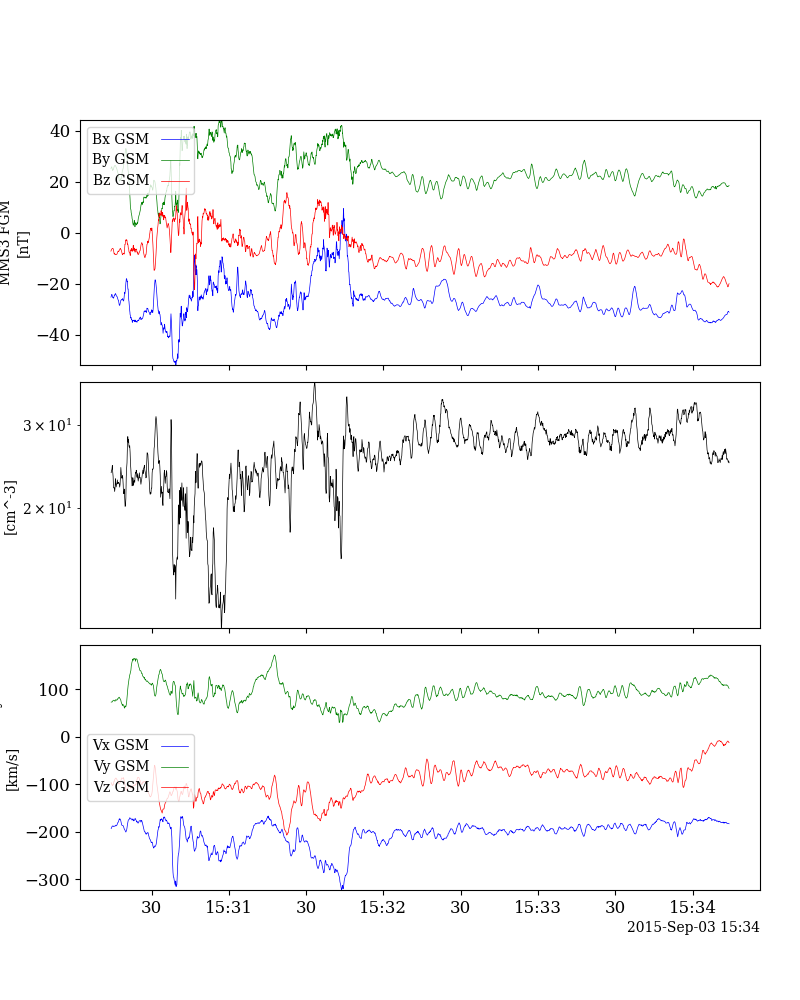 MMS3 FGM
[nT]
40
20
0
−20
−40
Bx GSM
By GSM
Bz GSM
[cm^-3]
3 × 10¹
2 × 10¹
[km/s]
100
0
−100
−200
−300
Vx GSM
Vy GSM
Vz GSM
30 15:31 30 15:32 30 15:33 30 15:34
2015-Sep-03 15:34